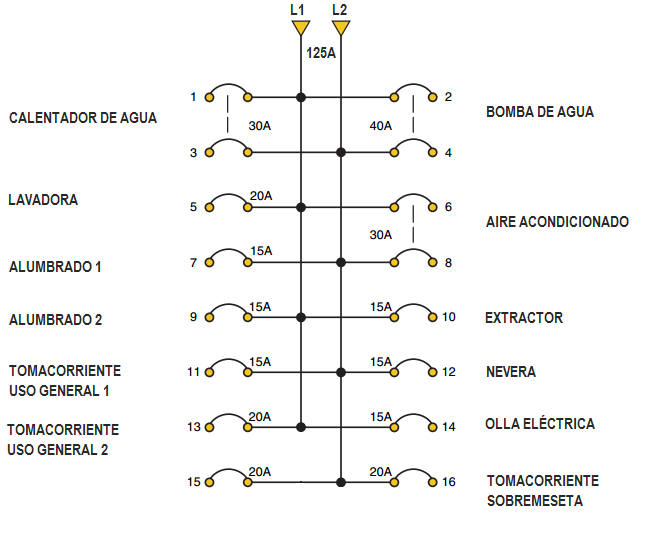 L1 L2
125A
1 2
CALENTADOR DE AGUA 30A 40A BOMBA DE AGUA
3 4
LAVADORA 5 20A 6
30A AIRE ACONDICIONADO
ALUMBRADO 1 7 15A 8
ALUMBRADO 2 9 15A 15A 10 EXTRACTOR
TOMACORRIENTE
USO GENERAL 1 11 15A 15A 12 NEVERA
TOMACORRIENTE
USO GENERAL 2 13 20A 15A 14 OLLA ELÉCTRICA
15 20A 20A 16 TOMACORRIENTE
SOBREMESETA